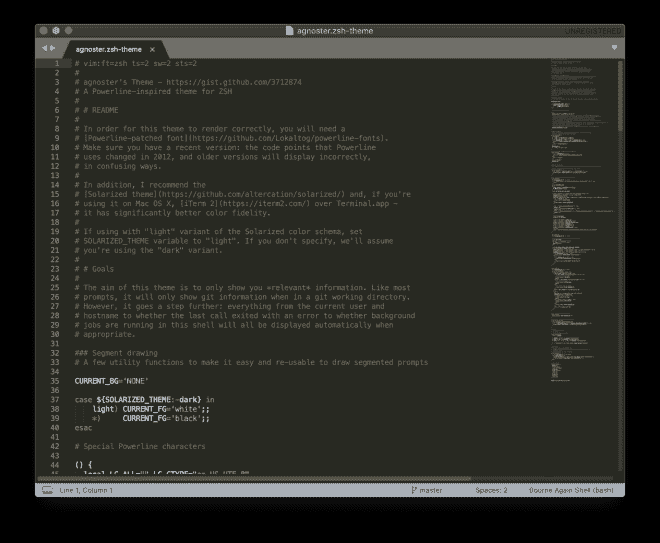 agnoster.zsh-theme
UNREGISTERED
agnoster.zsh-theme ×
1 # vim:ft=zsh ts=2 sw=2 sts=2
2 #
3 # agnoster's Theme - https://gist.github.com/3712874
4 # A Powerline-inspired theme for ZSH
5 #
6 # # README
7 #
8 # In order for this theme to render correctly, you will need a
9 # [Powerline-patched font](https://github.com/Lokaltog/powerline-fonts).
10 # Make sure you have a recent version: the code points that Powerline
11 # uses changed in 2012, and older versions will display incorrectly,
12 # in confusing ways.
13 #
14 # In addition, I recommend the
15 # [Solarized theme](https://github.com/altercation/solarized/) and, if you're
16 # using it on Mac OS X, [iTerm 2](https://iterm2.com/) over Terminal.app -
17 # it has significantly better color fidelity.
18 #
19 # If using with "light" variant of the Solarized color schema, set
20 # SOLARIZED_THEME variable to "light". If you don't specify, we'll assume
21 # you're using the "dark" variant.
22 #
23 # # Goals
24 #
25 # The aim of this theme is to only show you *relevant* information. Like most
26 # prompts, it will only show git information when in a git working directory.
27 # However, it goes a step further: everything from the current user and
28 # hostname to whether the last call exited with an error to whether background
29 # jobs are running in this shell will all be displayed automatically when
30 # appropriate.
31
32 ### Segment drawing
33 # A few utility functions to make it easy and re-usable to draw segmented prompts
34
35 CURRENT_BG='NONE'
36
37 case ${SOLARIZED_THEME:-dark} in
38 light) CURRENT_FG='white';;
39 *) CURRENT_FG='black';;
40 esac
41
42 # Special Powerline characters
43
44 () {
Line 1, Column 1
master
Spaces: 2
Bourne Again Shell (bash)